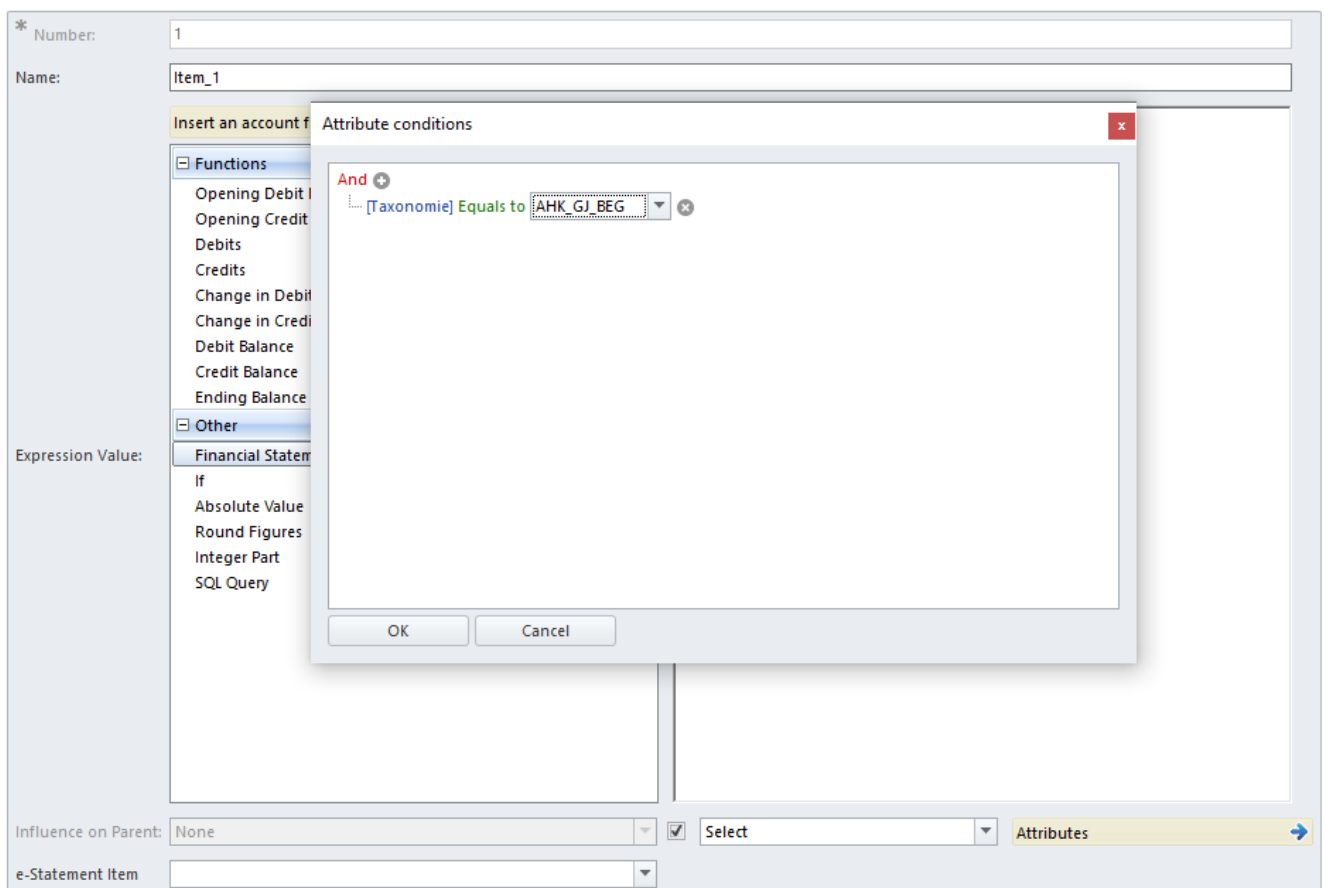 * Number: 1
Name: Item_1
Insert an account f
Attribute conditions
x
Functions
And
[Taxonomie] Equals to AHK_GJ_BEG
Opening Debit
Opening Credit
Debits
Credits
Change in Debit
Change in Credi
Debit Balance
Credit Balance
Ending Balance
Other
Expression Value:
Financial Statem
If
Absolute Value
Round Figures
Integer Part
SQL Query
OK Cancel
Influence on Parent: None Select Attributes
e-Statement Item